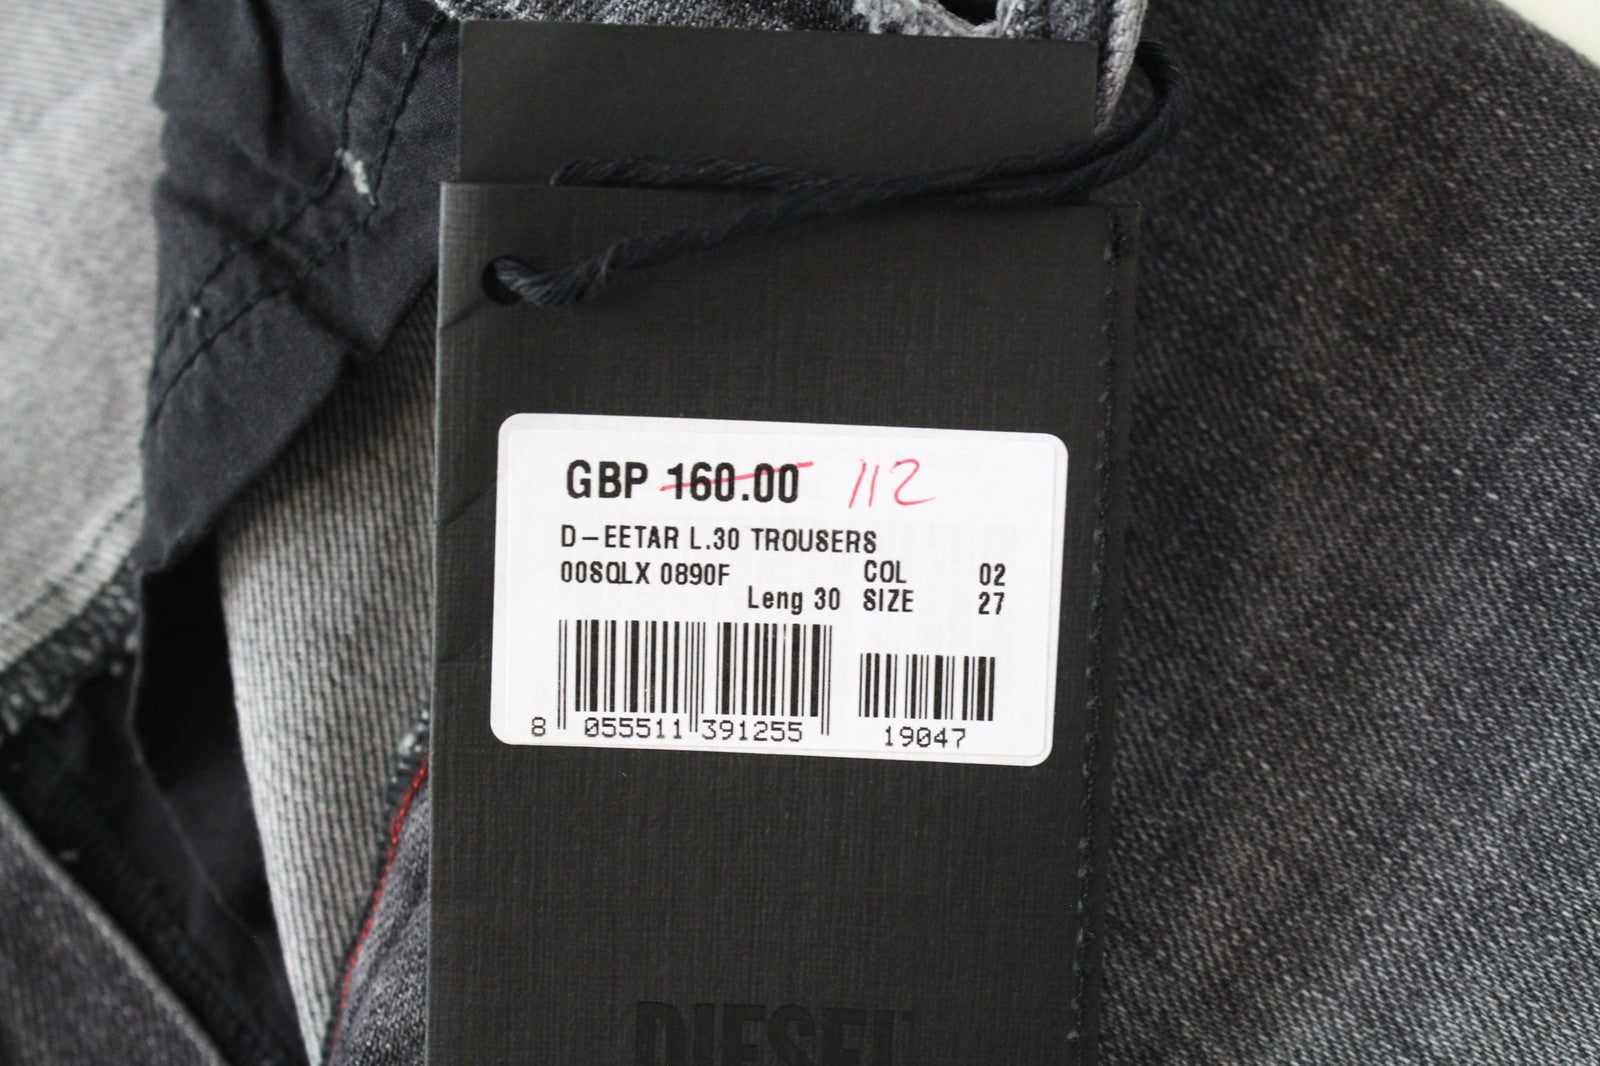 GBP 160.00 112
D-EETAR L.30 TROUSERS
00SQLX 0890F COL 02
Leng 30 SIZE 27
8 055511 391255
19047
DIESEL